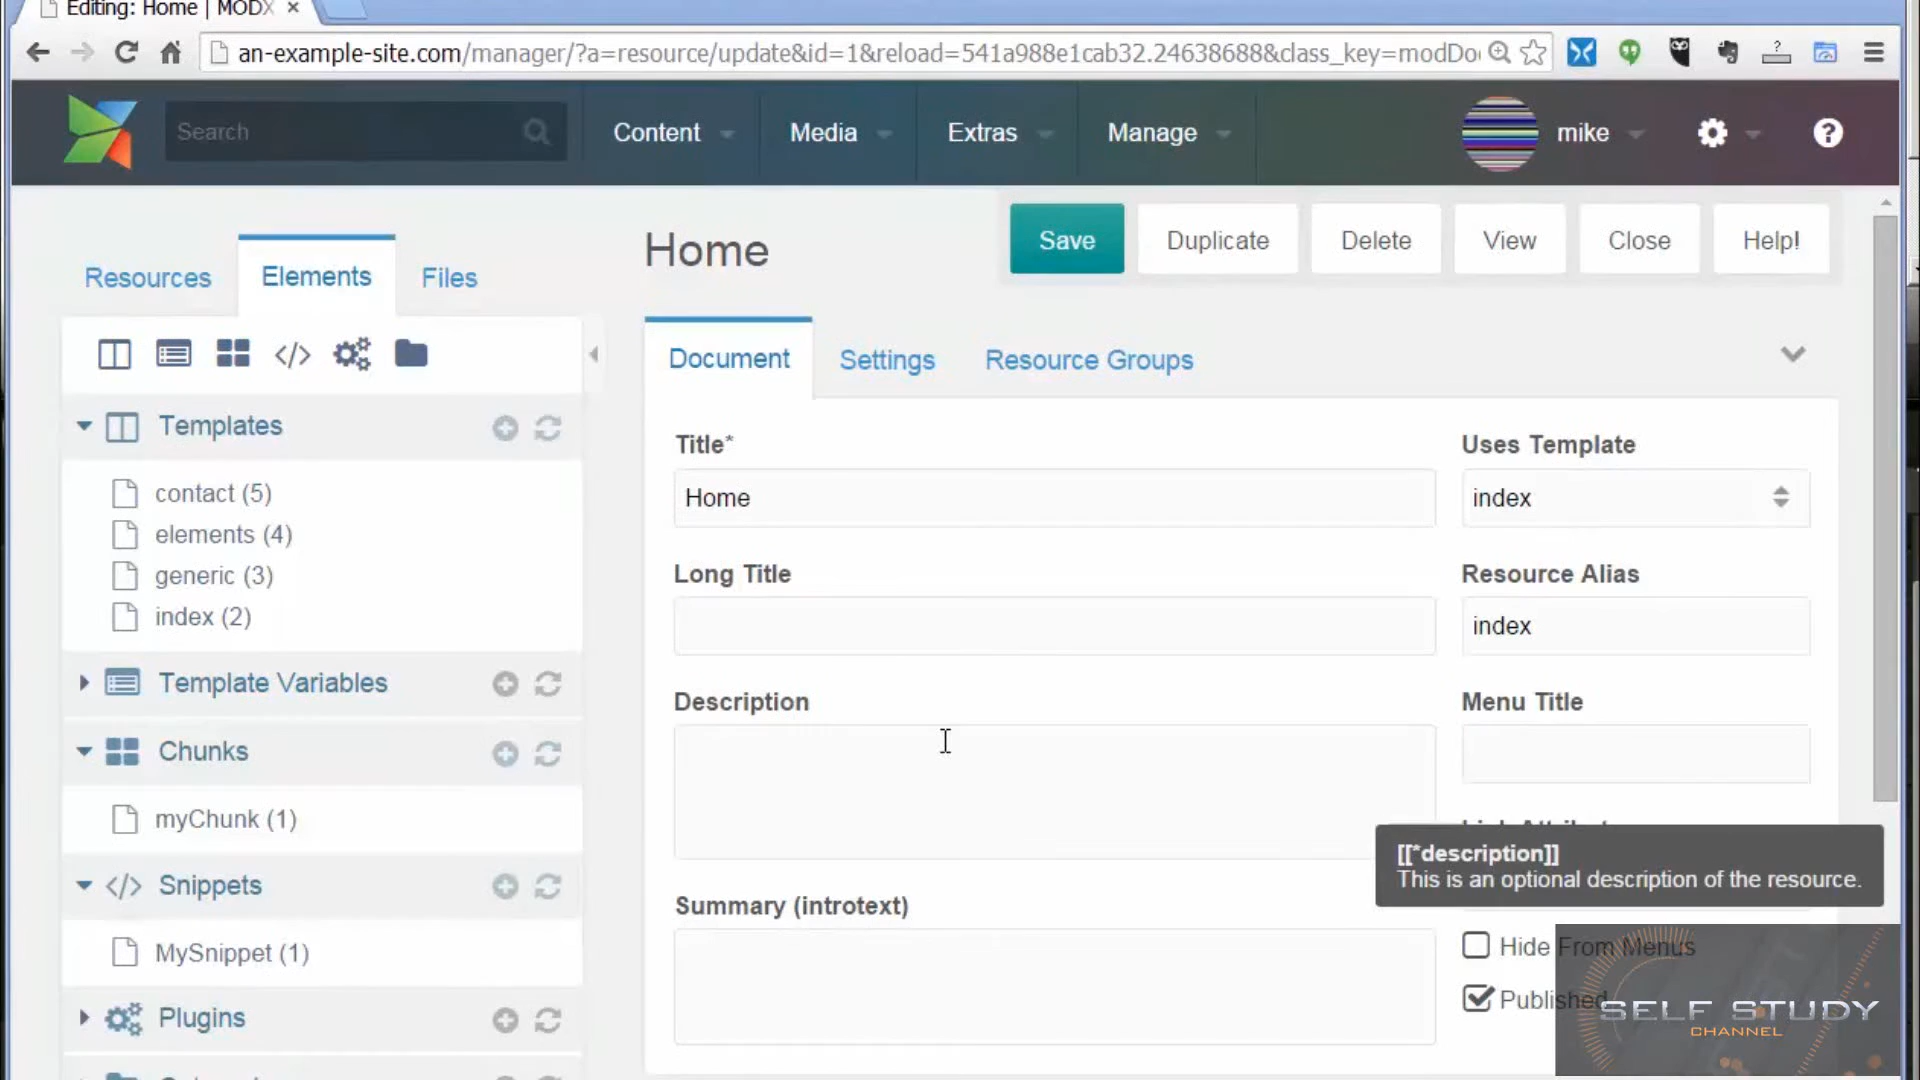 Editing: Home | MODX
an-example-site.com/manager/?a=resource/update&id=1&reload=541a988e1cab32.24638688&class_key=modDo
Search
Content
Media
Extras
Manage
mike
Resources
Elements
Files
Home
Save
Duplicate
Delete
View
Close
Help!
Document
Settings
Resource Groups
Templates
contact (5)
elements (4)
generic (3)
index (2)
Template Variables
Chunks
myChunk (1)
Snippets
MySnippet (1)
Plugins
Title*
Home
Long Title
Description
Summary (introtext)
Uses Template
index
Resource Alias
index
Menu Title
[[*description]]
This is an optional description of the resource.
Hide From Menus
Published
SELF STUDY
CHANNEL